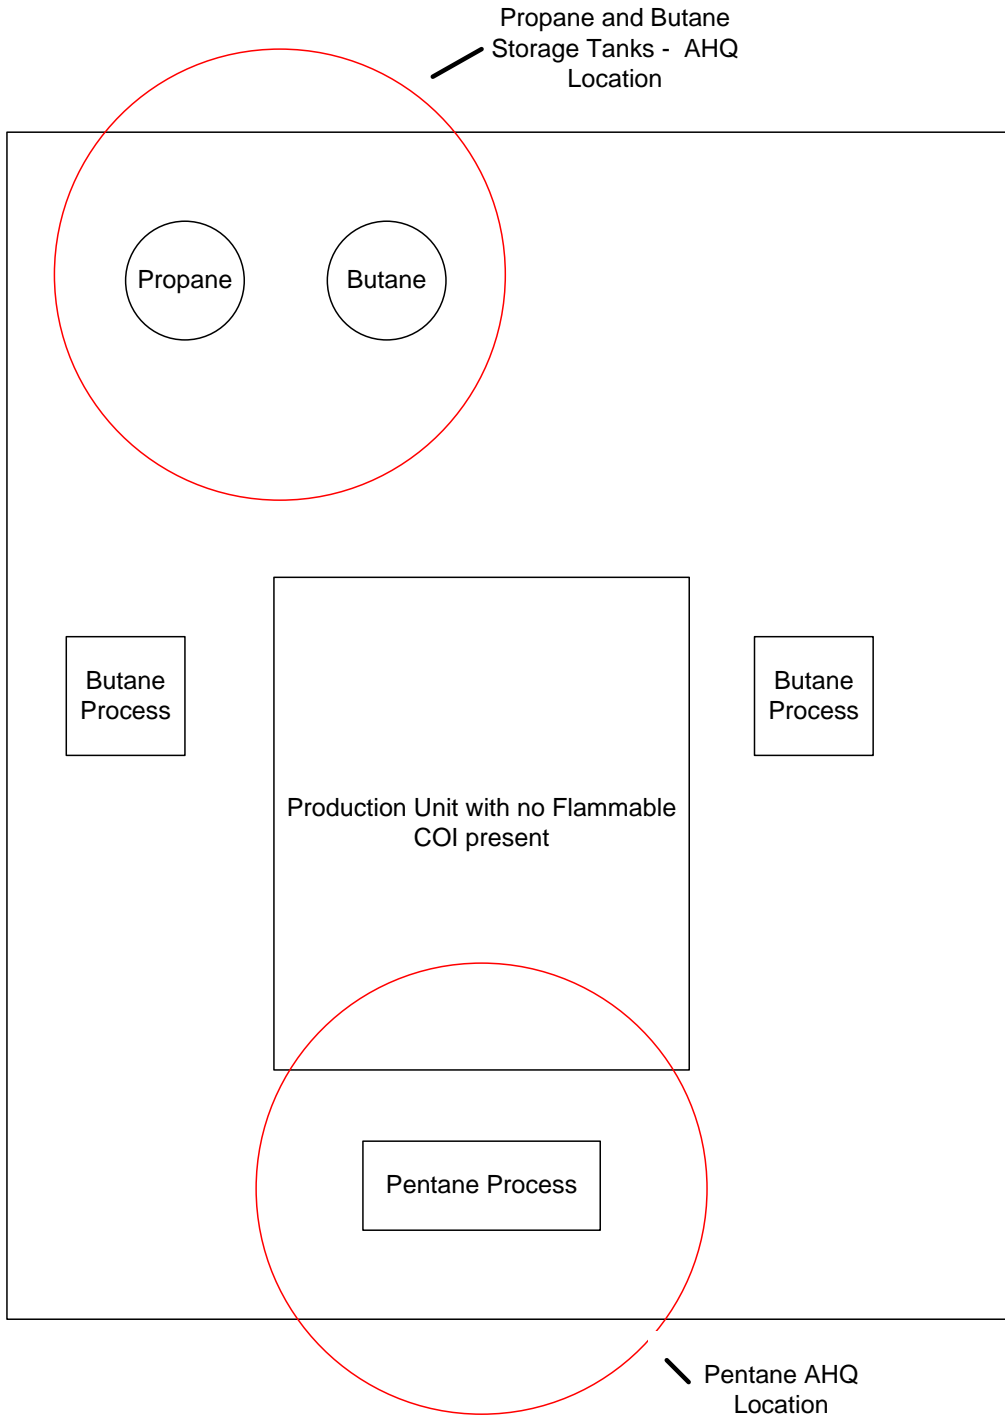 Propane and Butane
Storage Tanks - AHQ
Location
Propane
Butane
Butane
Process
Butane
Process
Production Unit with no Flammable
COI present
Pentane Process
Pentane AHQ
Location